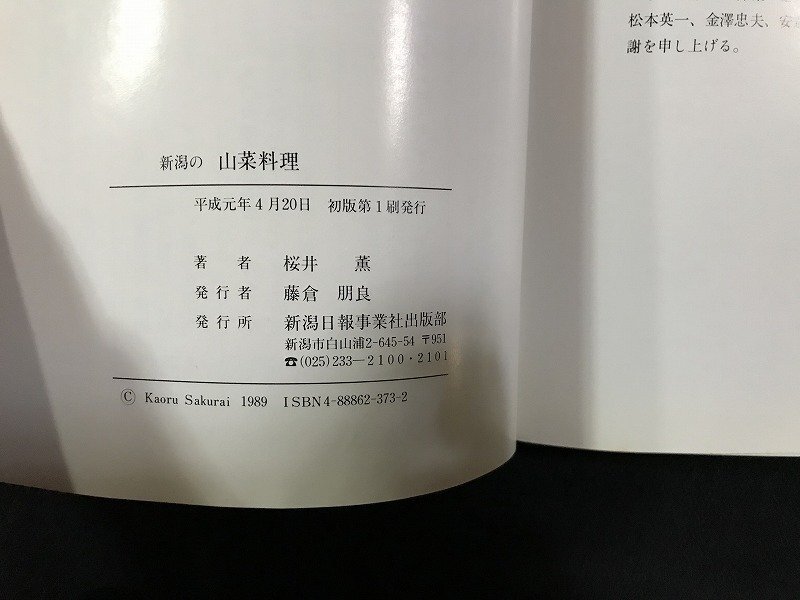 新潟の 山菜料理
平成元年4月20日 初版第1刷発行
著者 桜井 薫
発行者 藤倉 朋良
発行所 新潟日報事業社出版部
新潟市白山浦2-645-54 〒951
☎(025)233—2100・2101
Ⓒ Kaoru Sakurai 1989 ISBN4-88862-373-2
松本英一、金澤忠夫、
謝を申し上げる。